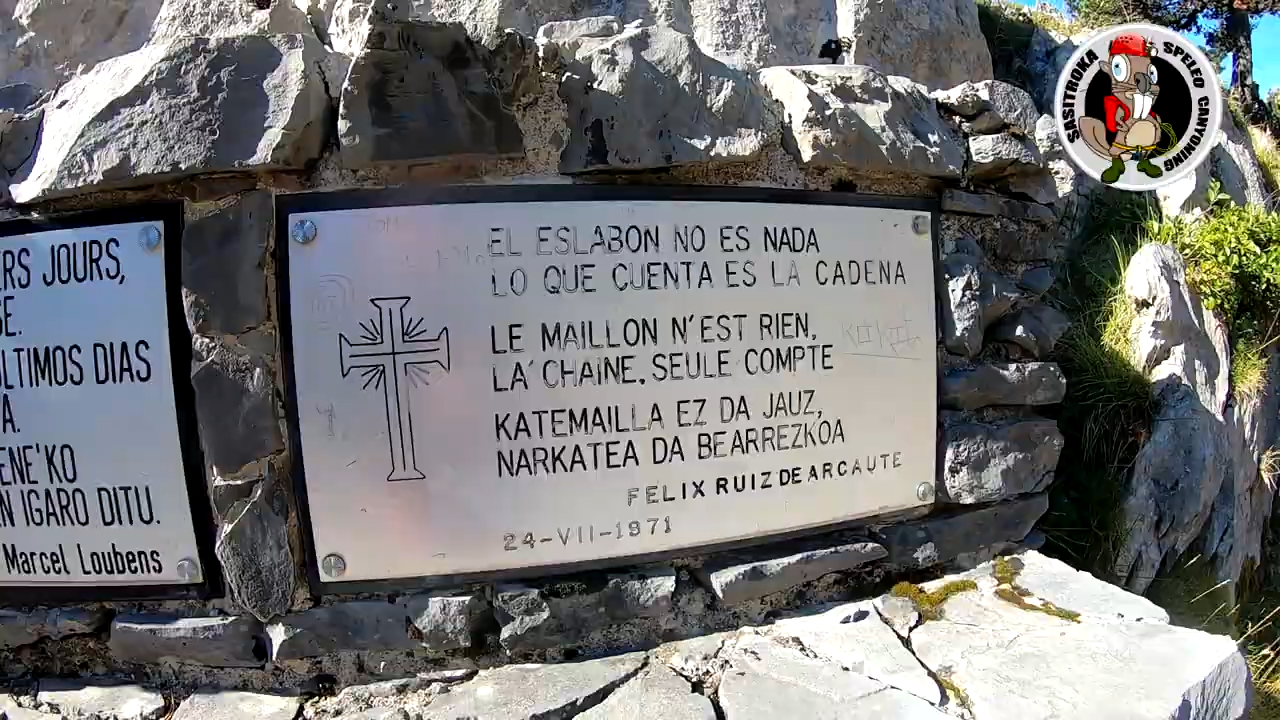 ERS JOURS,
SE.
ULTIMOS DIAS
A.
ENE'KO
N IGARO DITU.
Marcel Loubens
EL ESLABON NO ES NADA
LO QUE CUENTA ES LA CADENA
LE MAILLON N'EST RIEN,
LA CHAINE, SEULE COMPTE
KATEMAILLA EZ DA JAUZ,
NARKATEA DA BEARREZKOA
FELIX RUIZ DE ARCAUTE
24-VII-1971
SASITROKA SPELEO CANYONING